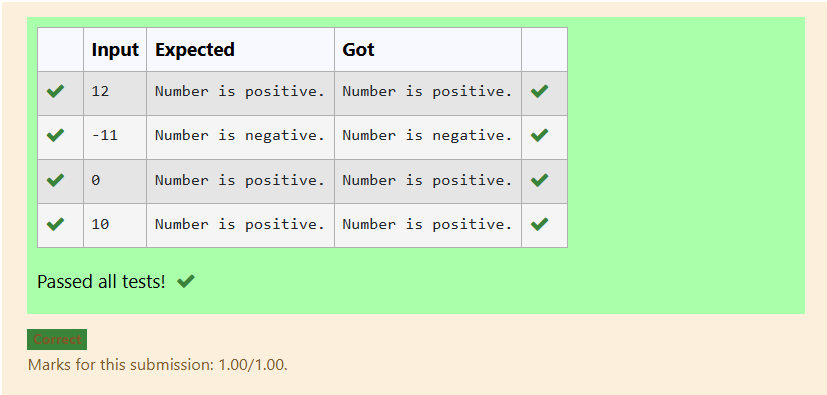 Input Expected Got
12 Number is positive. Number is positive.
-11 Number is negative. Number is negative.
0 Number is positive. Number is positive.
10 Number is positive. Number is positive.
Passed all tests!
Correct
Marks for this submission: 1.00/1.00.